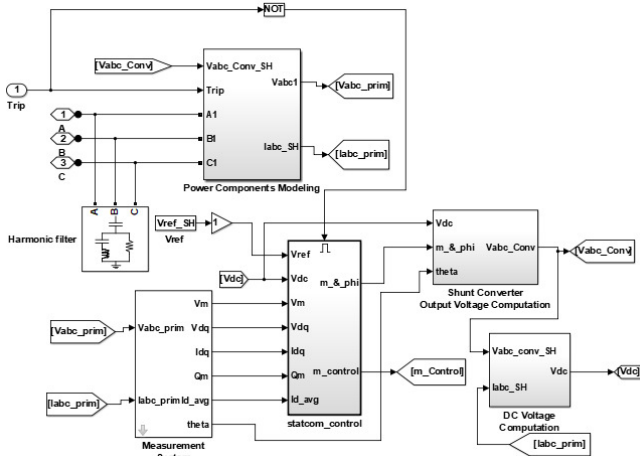 NOT
[Vabc_Conv]
Vabc_Conv_SH
Vabc1
[Vabc_prim]
1
Trip
Trip
1
A
A1
2
B
B1
Iabc_SH
[Iabc_prim]
3
C
C1
Power Components Modeling
A B C
Harmonic filter
Vref_SH
Vref
1
Vref
[Vdc]
Vdc
Vm
Vdq
Idq
Qm
Id_avg
m_&_phi
m_control
statcom_control
[m_Control]
Vdc
m_&_phi
theta
Vabc_Conv
Shunt Converter
Output Voltage Computation
[Vabc_Conv]
[Vabc_prim]
Vabc_prim
[Iabc_prim]
Iabc_prim
Vm
Vdq
Idq
Qm
Id_avg
theta
Measurement
Vabc_conv_SH
Iabc_SH
Vdc
[Vdc]
DC Voltage
Computation
[Iabc_prim]